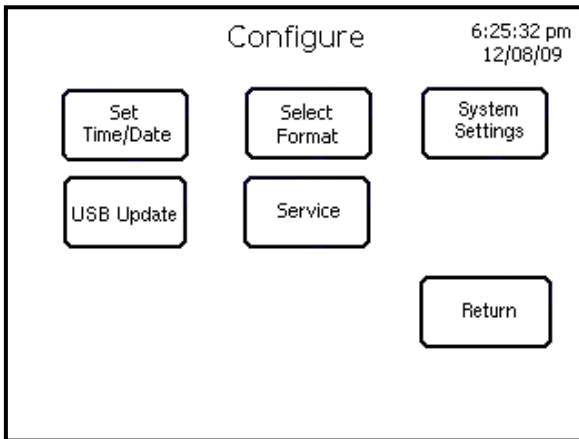 Configure
6:25:32 pm
12/08/09
Set
Time/Date
Select
Format
System
Settings
USB Update
Service
Return